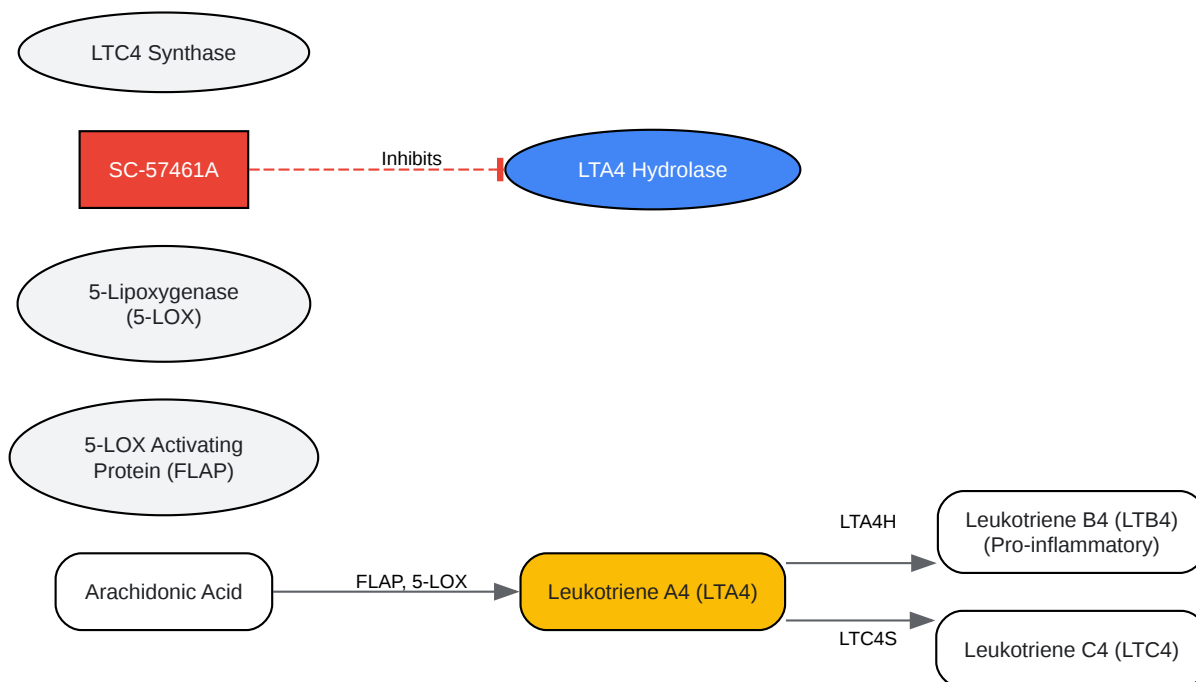 LTC4 Synthase
SC-57461A
Inhibits
LTA4 Hydrolase
5-Lipoxygenase
(5-LOX)
5-LOX Activating
Protein (FLAP)
LTA4H
Leukotriene B4 (LTB4)
(Pro-inflammatory)
Arachidonic Acid
FLAP, 5-LOX
Leukotriene A4 (LTA4)
LTC4S
Leukotriene C4 (LTC4)